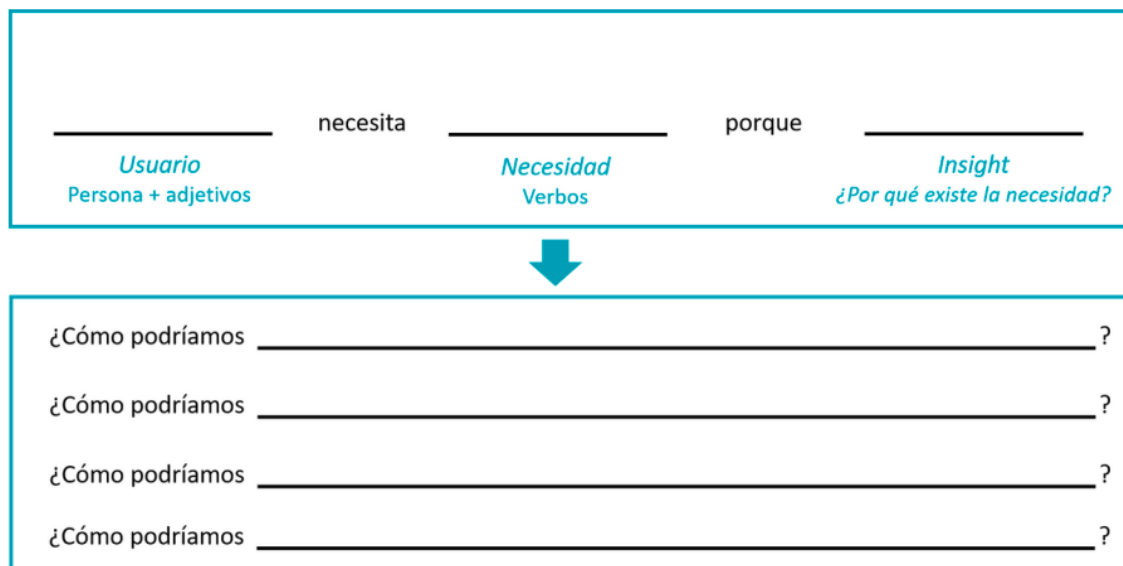 necesita porque
Usuario Necesidad Insight
Persona + adjetivos Verbos ¿Por qué existe la necesidad?
¿Cómo podríamos ?
¿Cómo podríamos ?
¿Cómo podríamos ?
¿Cómo podríamos ?